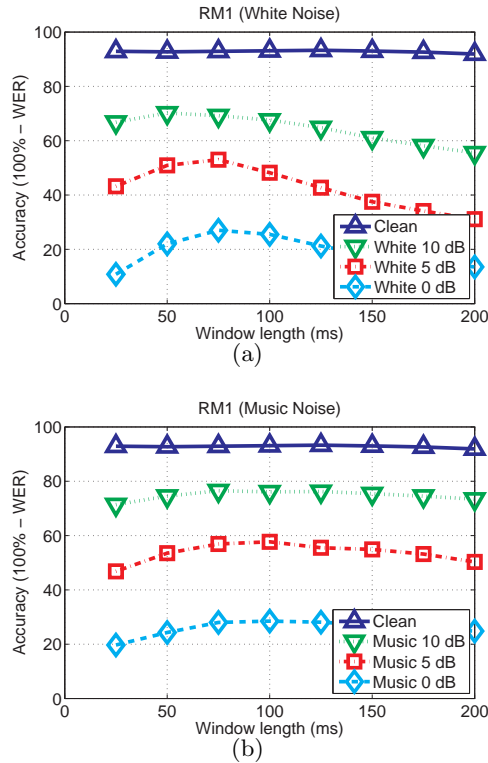 RM1 (White Noise)
Accuracy (100% – WER)
100
80
60
40
20
0
0 50 100 150 200
Window length (ms)
Clean
White 10 dB
White 5 dB
White 0 dB
(a)
RM1 (Music Noise)
Accuracy (100% – WER)
100
80
60
40
20
0
0 50 100 150 200
Window length (ms)
Clean
Music 10 dB
Music 5 dB
Music 0 dB
(b)